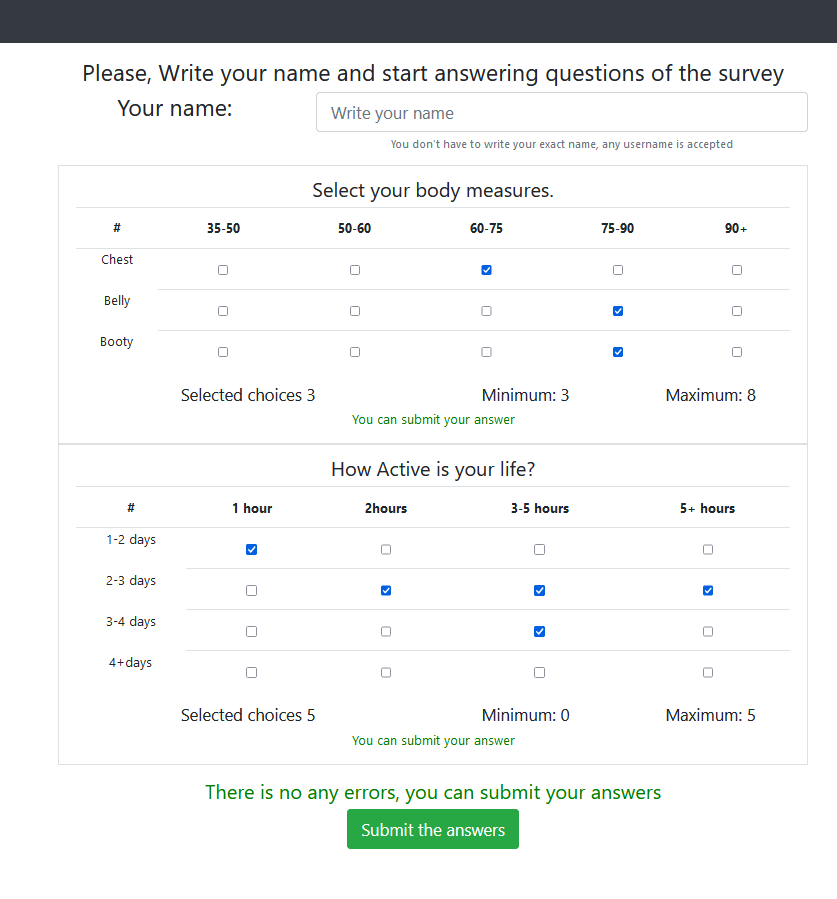 Please, Write your name and start answering questions of the survey
Your name:
Write your name
You don't have to write your exact name, any username is accepted
Select your body measures.
# 35-50 50-60 60-75 75-90 90+
Chest
Belly
Booty
Selected choices 3 Minimum: 3 Maximum: 8
You can submit your answer
How Active is your life?
# 1 hour 2hours 3-5 hours 5+ hours
1-2 days
2-3 days
3-4 days
4+days
Selected choices 5 Minimum: 0 Maximum: 5
You can submit your answer
There is no any errors, you can submit your answers
Submit the answers